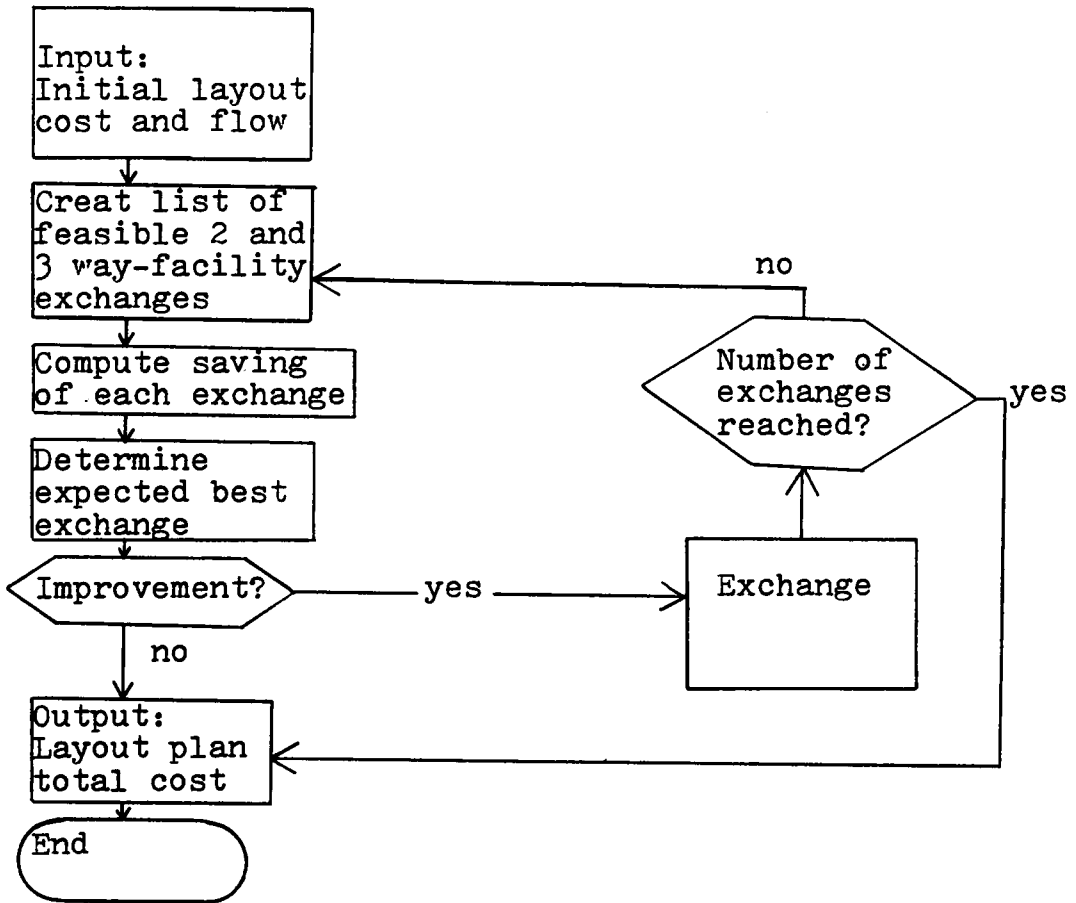 Input:
Initial layout
cost and flow
Creat list of
feasible 2 and
3 way-facility
exchanges
Compute saving
of each exchange
Determine
expected best
exchange
Improvement?
yes
no
Exchange
Number of
exchanges
reached?
no
yes
Output:
Layout plan
total cost
End